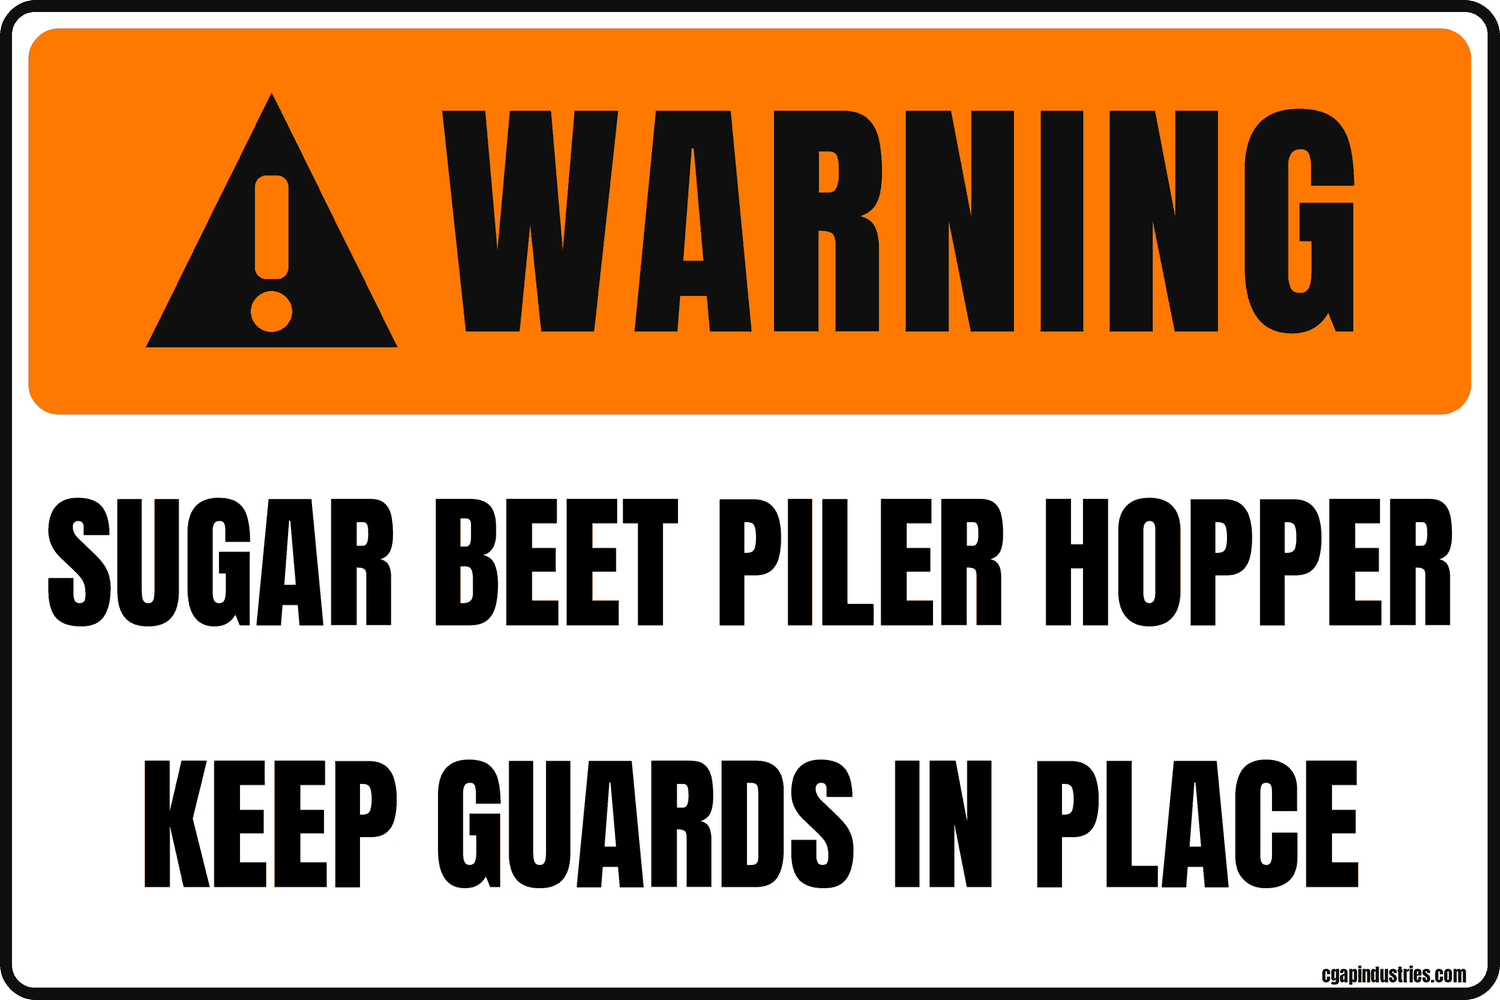 WARNING
SUGAR BEET PILER HOPPER
KEEP GUARDS IN PLACE
cgapindustries.com